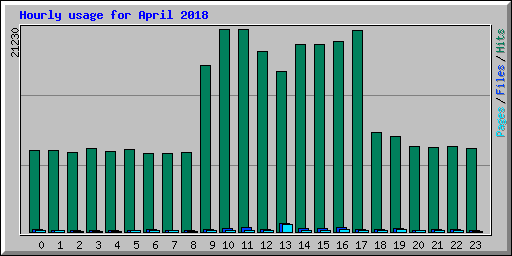 Hourly usage for April 2018
21230
Pages/Files/Hits
0 1 2 3 4 5 6 7 8 9 10 11 12 13 14 15 16 17 18 19 20 21 22 23